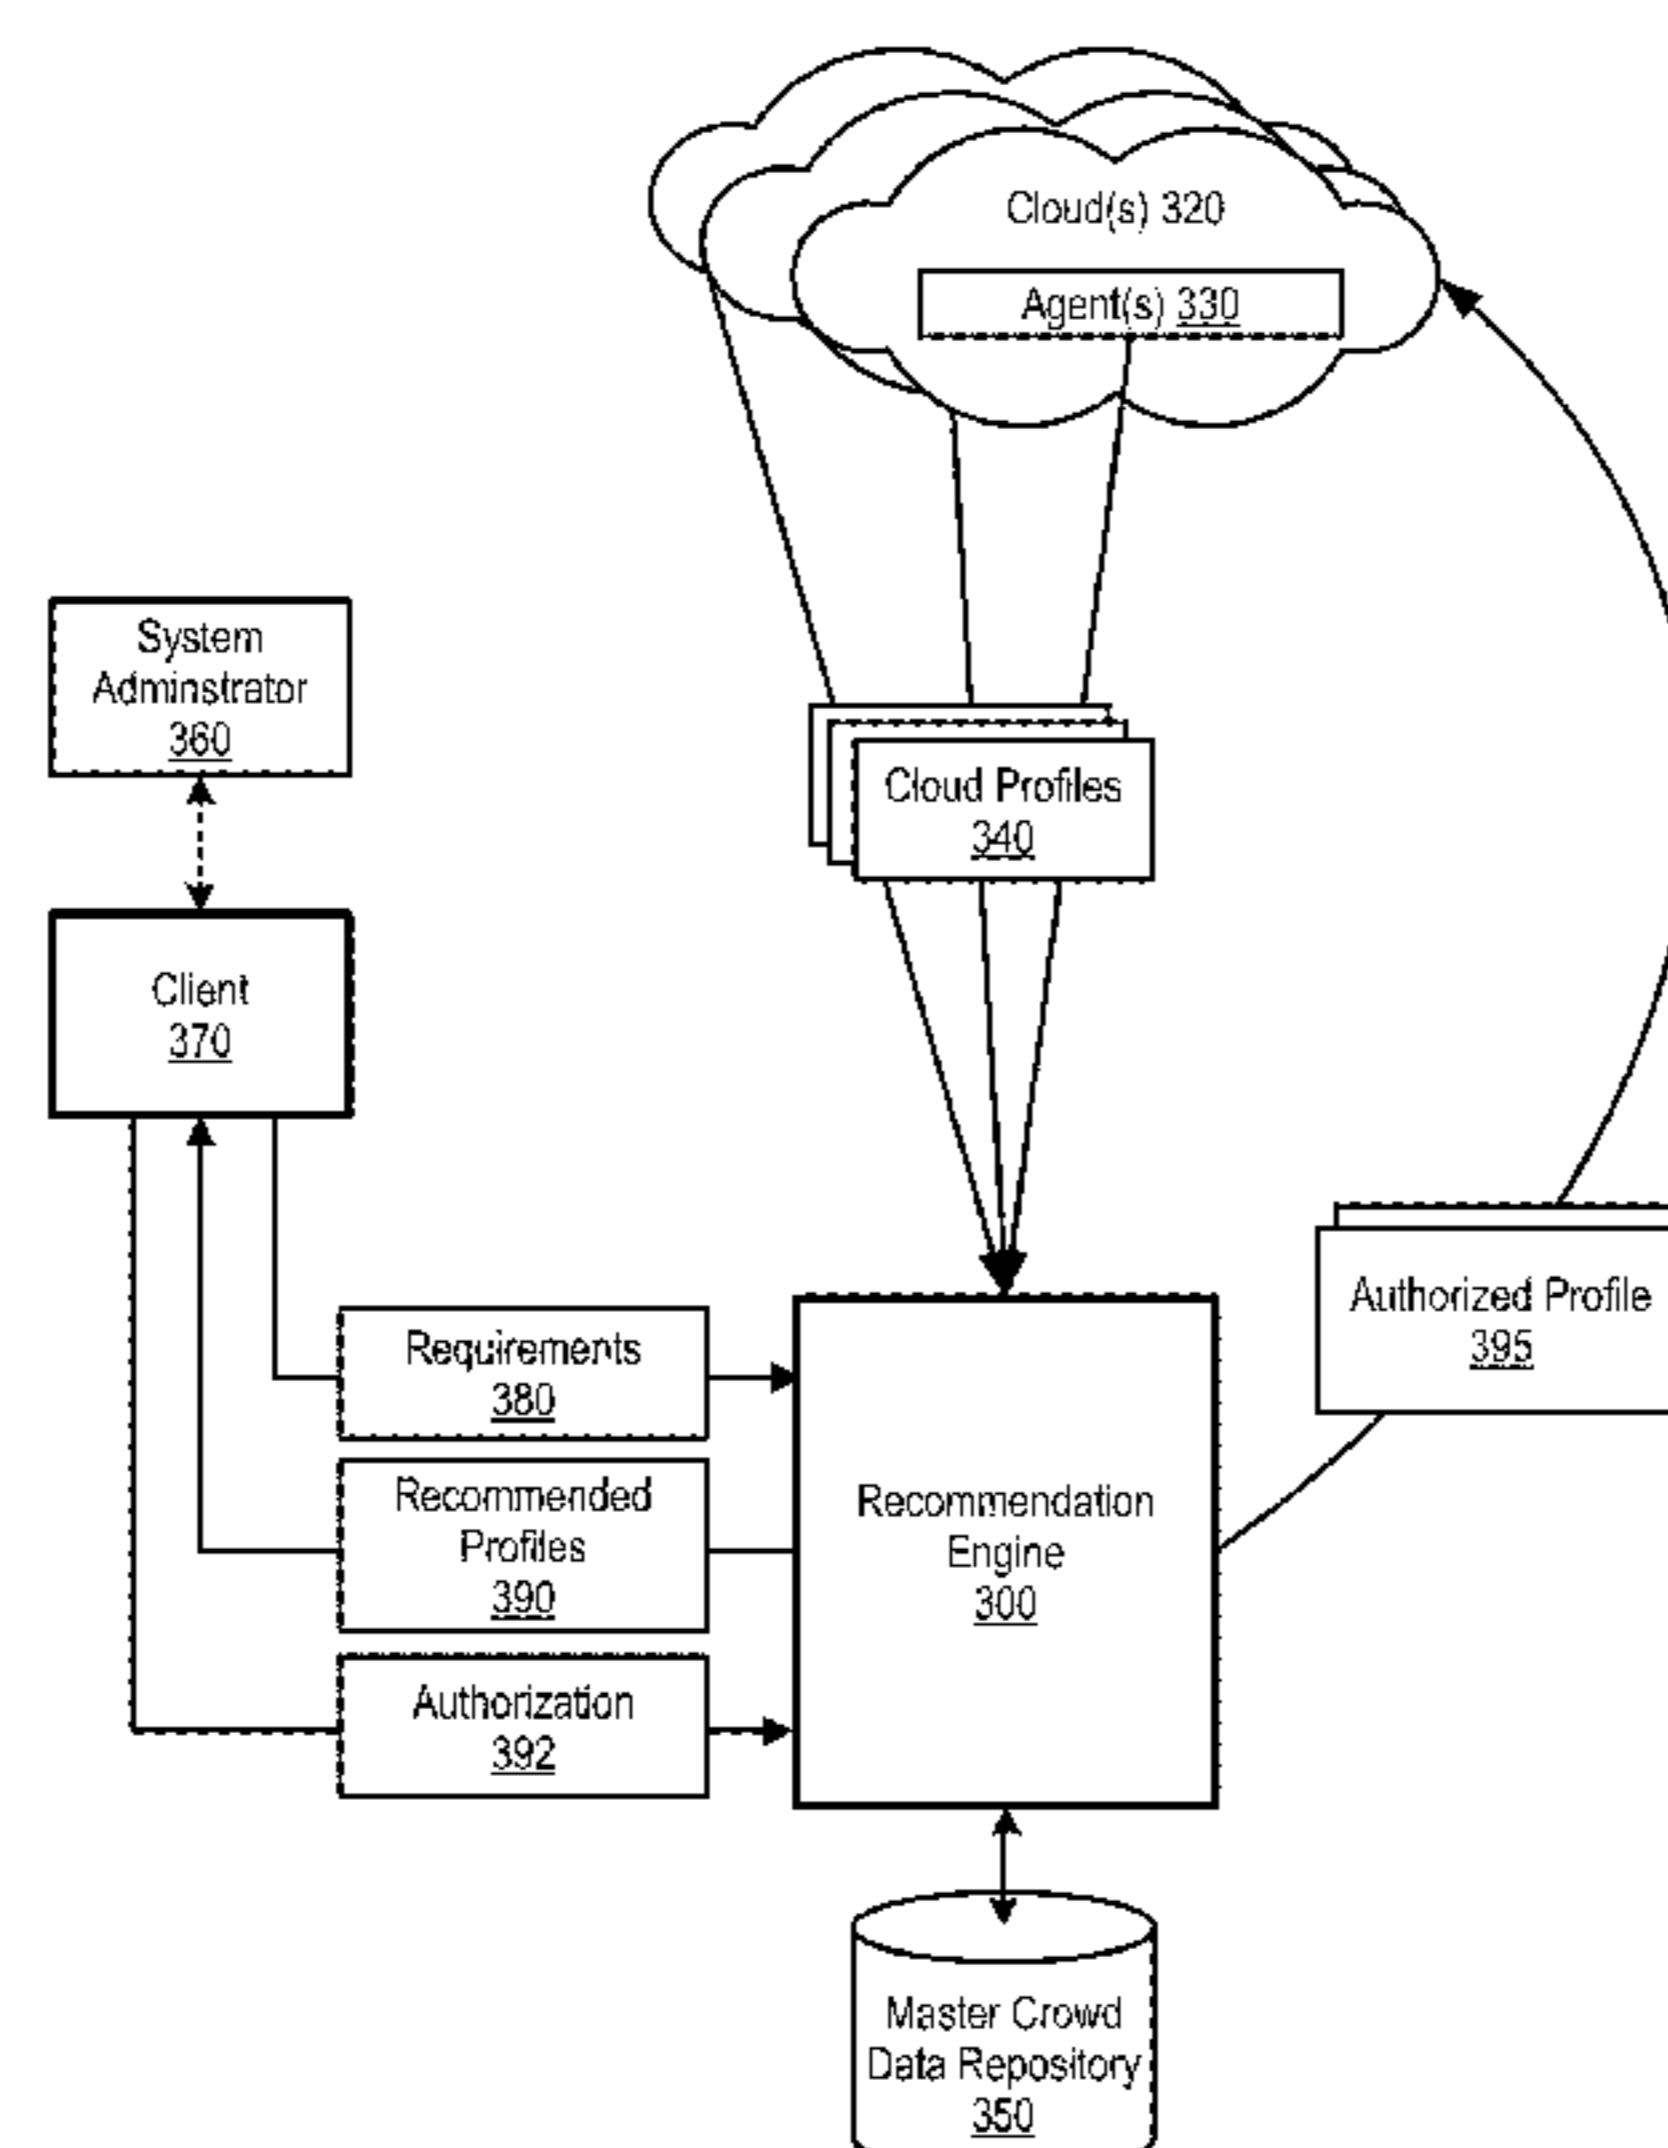 Cloud(s) 320
Agent(s) 330
System
Adminstrator
360
Cloud Profiles
340
Client
370
Authorized Profile
395
Requirements
380
Recommended
Profiles
390
Authorization
392
Recommendation
Engine
300
Master Crowd
Data Repository
350